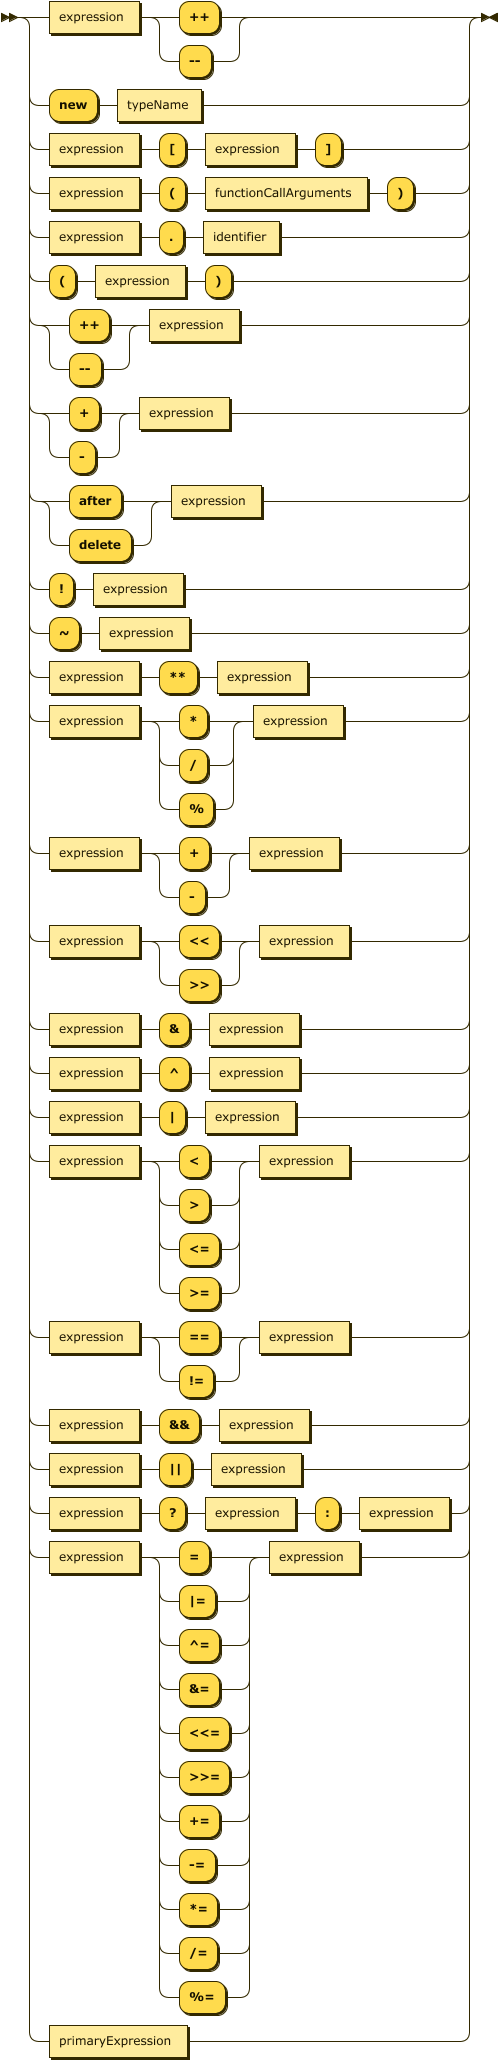 expression ++
--
new typeName
expression [ expression ]
expression ( functionCallArguments )
expression . identifier
( expression )
++ expression
--
+ expression
-
after expression
delete
! expression
~ expression
expression ** expression
expression * expression
/
%
expression + expression
-
expression << expression
>>
expression & expression
expression ^ expression
expression | expression
expression < expression
>
<=
>=
expression == expression
!=
expression && expression
expression || expression
expression ? expression : expression
expression = expression
|=
^=
&=
<<=
>>=
+=
-=
*=
/=
%=
primaryExpression